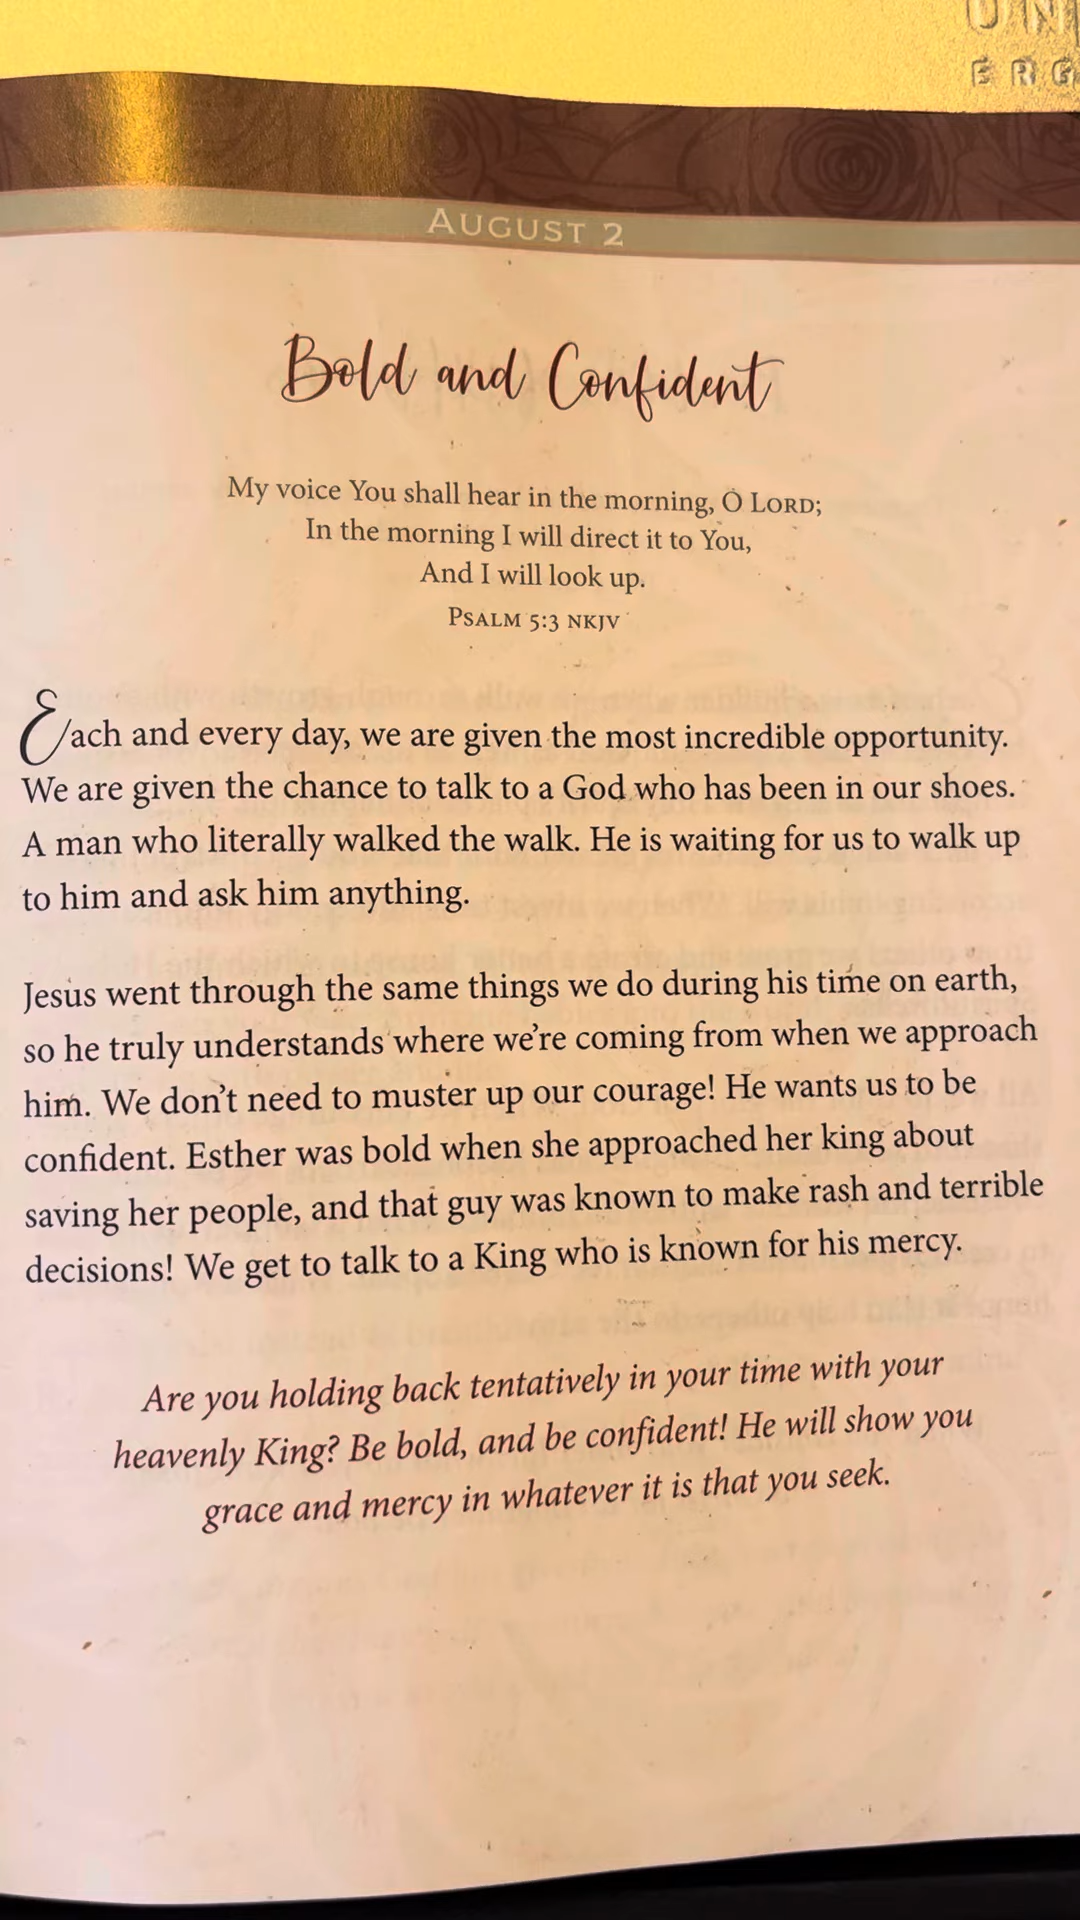 UN
ERG
AUGUST 2
Bold and Confident
My voice You shall hear in the morning, O LORD;
In the morning I will direct it to You,
And I will look up.
PSALM 5:3 NKJV
Each and every day, we are given the most incredible opportunity.
We are given the chance to talk to a God who has been in our shoes.
A man who literally walked the walk. He is waiting for us to walk up
to him and ask him anything.
Jesus went through the same things we do during his time on earth,
so he truly understands where we're coming from when we approach
him. We don't need to muster up our courage! He wants us to be
confident. Esther was bold when she approached her king about
saving her people, and that guy was known to make rash and terrible
decisions! We get to talk to a King who is known for his mercy.
Are you holding back tentatively in your time with your
heavenly King? Be bold, and be confident! He will show you
grace and mercy in whatever it is that you seek.